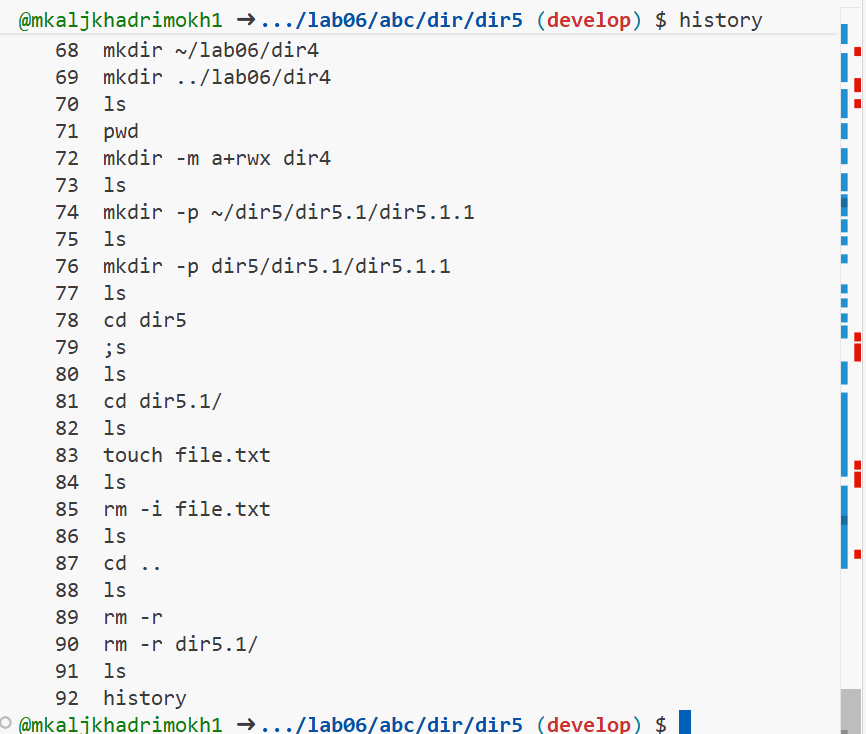 @mkaljkhadrimokh1 ➜ .../lab06/abc/dir/dir5 (develop) $ history
68 mkdir ~/lab06/dir4
69 mkdir ../lab06/dir4
70 ls
71 pwd
72 mkdir -m a+rwx dir4
73 ls
74 mkdir -p ~/dir5/dir5.1/dir5.1.1
75 ls
76 mkdir -p dir5/dir5.1/dir5.1.1
77 ls
78 cd dir5
79 ;s
80 ls
81 cd dir5.1/
82 ls
83 touch file.txt
84 ls
85 rm -i file.txt
86 ls
87 cd ..
88 ls
89 rm -r
90 rm -r dir5.1/
91 ls
92 history
@mkaljkhadrimokh1 ➜ .../lab06/abc/dir/dir5 (develop) $